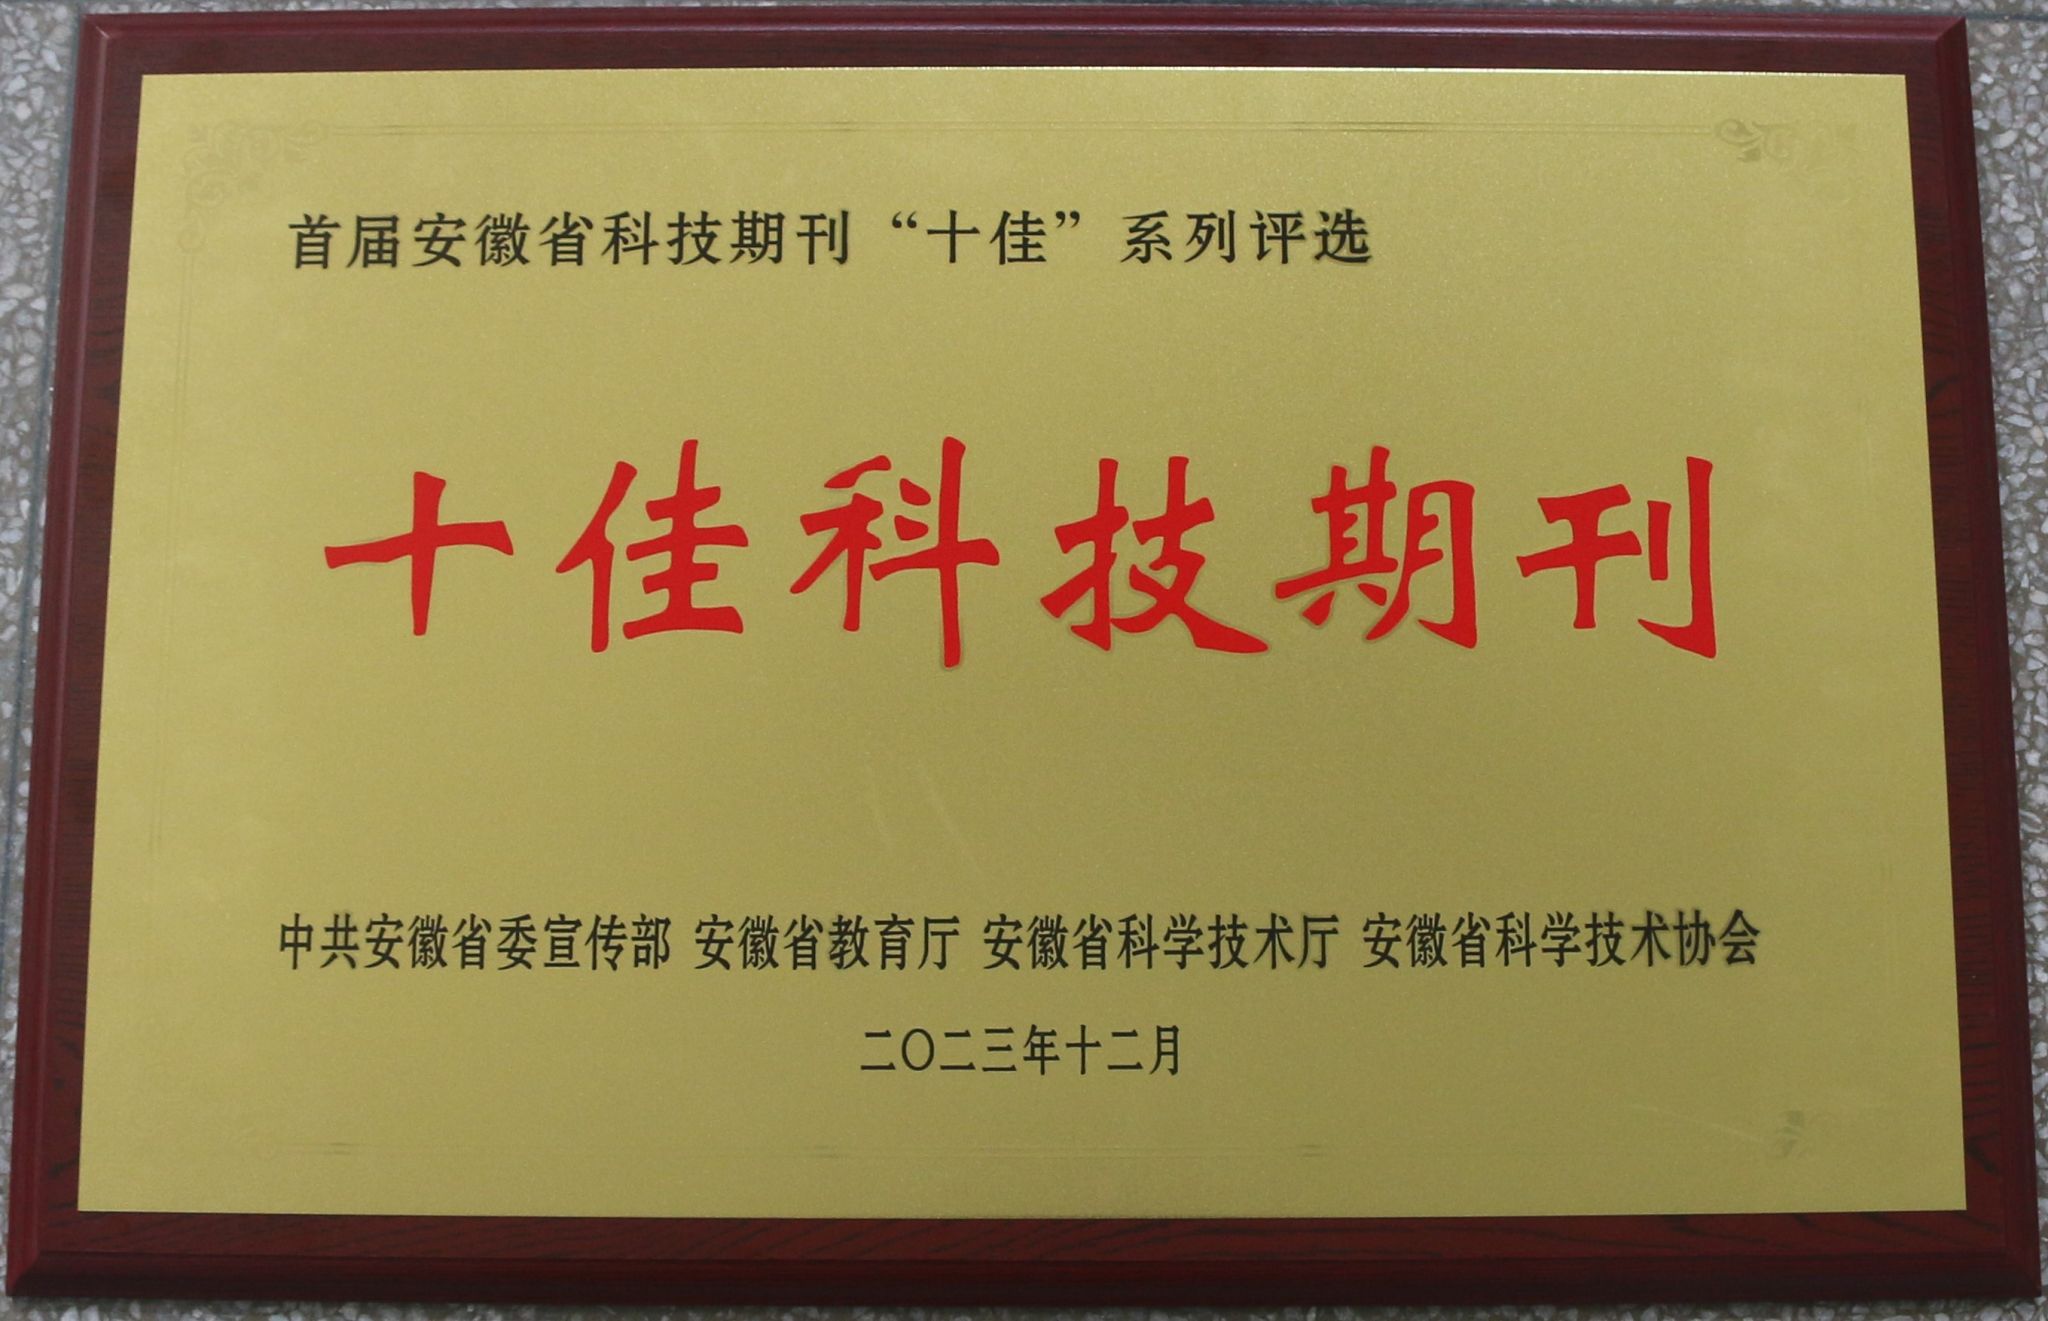 首届安徽省科技期刊“十佳”系列评选
十佳科技期刊
中共安徽省委宣传部 安徽省教育厅 安徽省科学技术厅 安徽省科学技术协会
二〇二三年十二月